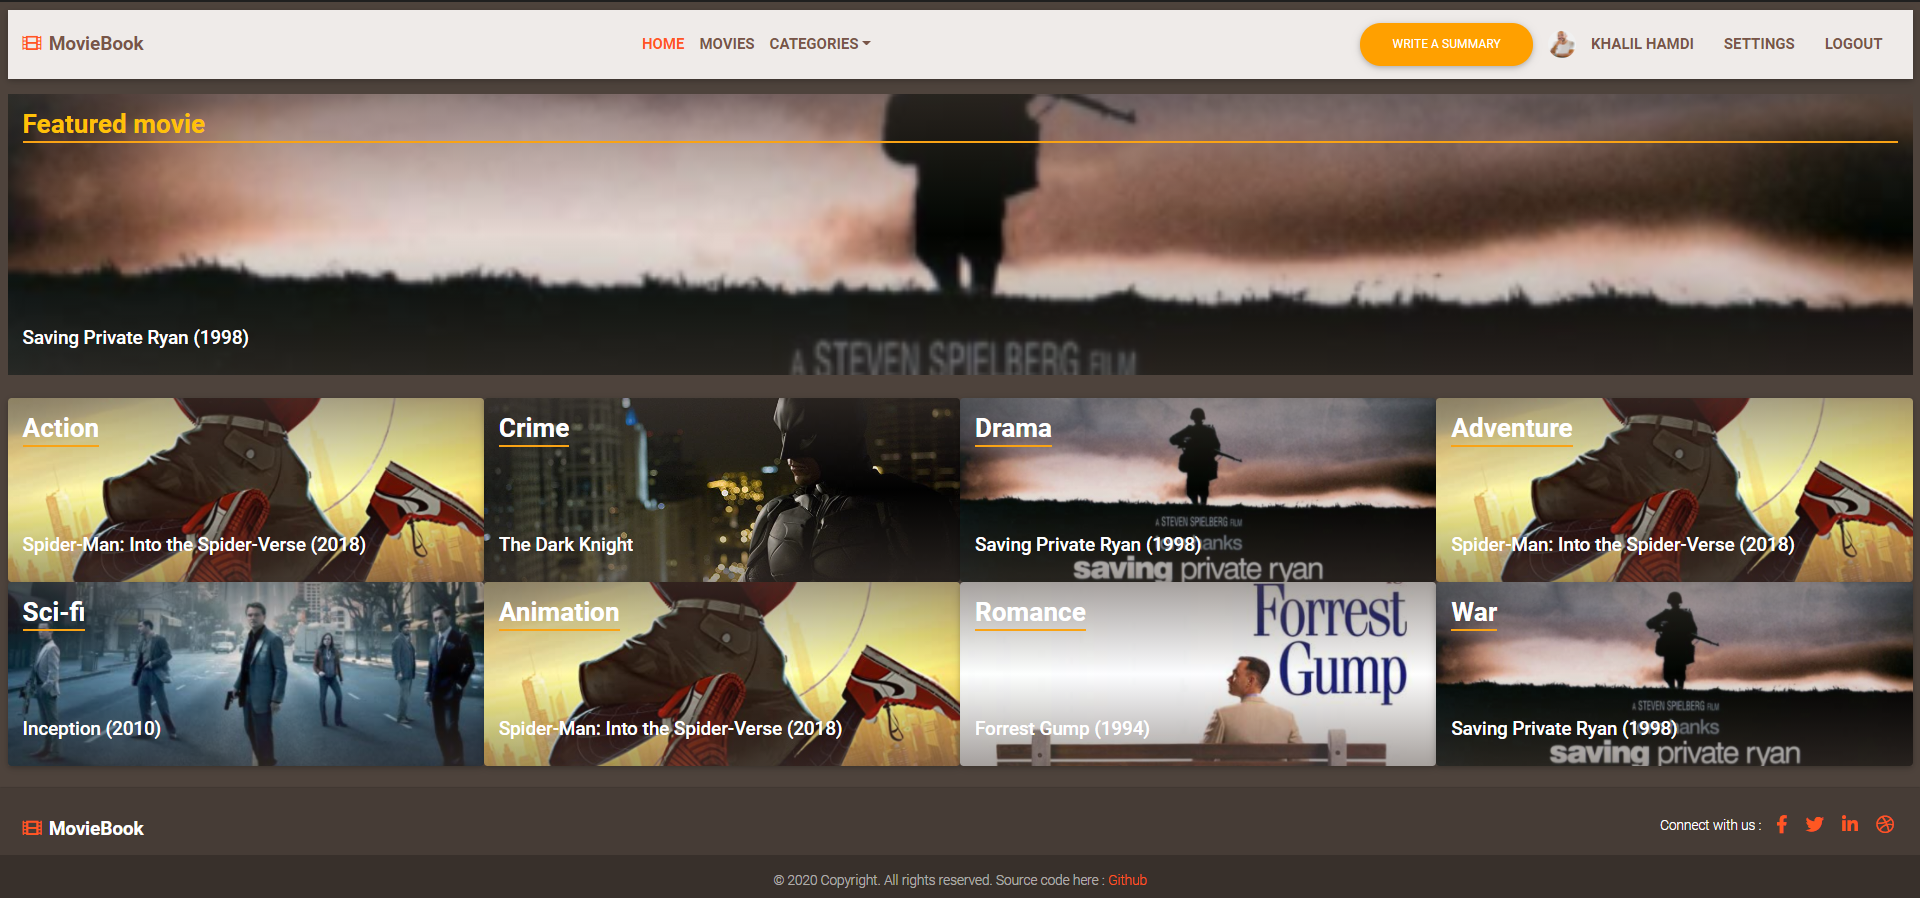 MovieBook
HOME MOVIES CATEGORIES
WRITE A SUMMARY
KHALIL HAMDI SETTINGS LOGOUT
Featured movie
Saving Private Ryan (1998)
A STEVEN SPIELBERG FILM
Action
Spider-Man: Into the Spider-Verse (2018)
Crime
The Dark Knight
Drama
A STEVEN SPIELBERG FILM
Saving Private Ryan (1998)
saving private ryan
Adventure
Spider-Man: Into the Spider-Verse (2018)
Sci-fi
Inception (2010)
Animation
Spider-Man: Into the Spider-Verse (2018)
Romance
Forrest
Gump
Forrest Gump (1994)
War
A STEVEN SPIELBERG FILM
Saving Private Ryan (1998)
saving private ryan
MovieBook
Connect with us :
© 2020 Copyright. All rights reserved. Source code here : Github